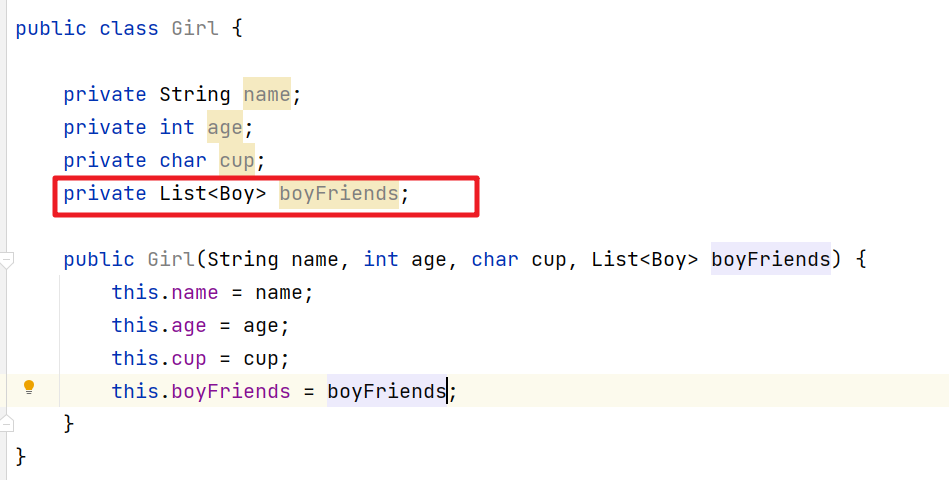 public class Girl {
private String name;
private int age;
private char cup;
private List<Boy> boyFriends;
public Girl(String name, int age, char cup, List<Boy> boyFriends) {
this.name = name;
this.age = age;
this.cup = cup;
this.boyFriends = boyFriends;
}
}